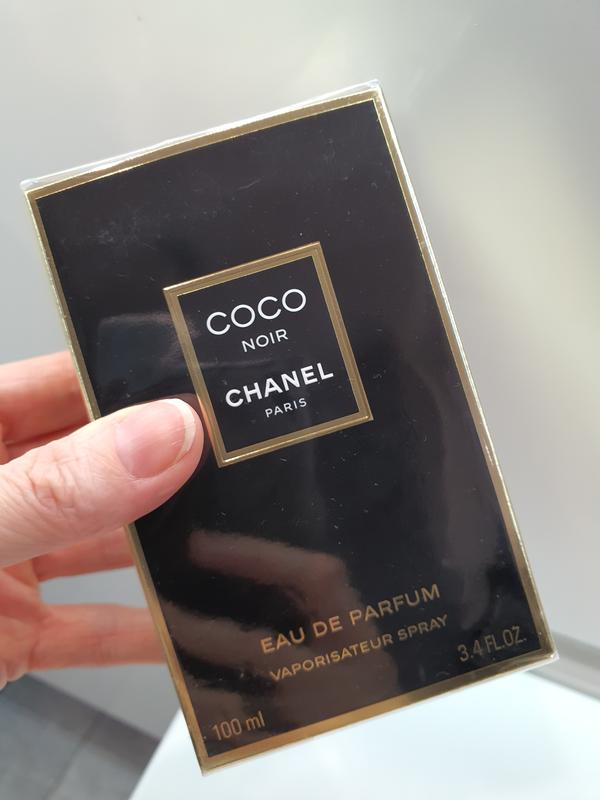 COCO
NOIR
CHANEL
PARIS
EAU DE PARFUM
VAPORISATEUR SPRAY
100 ml
3.4 FL.OZ.